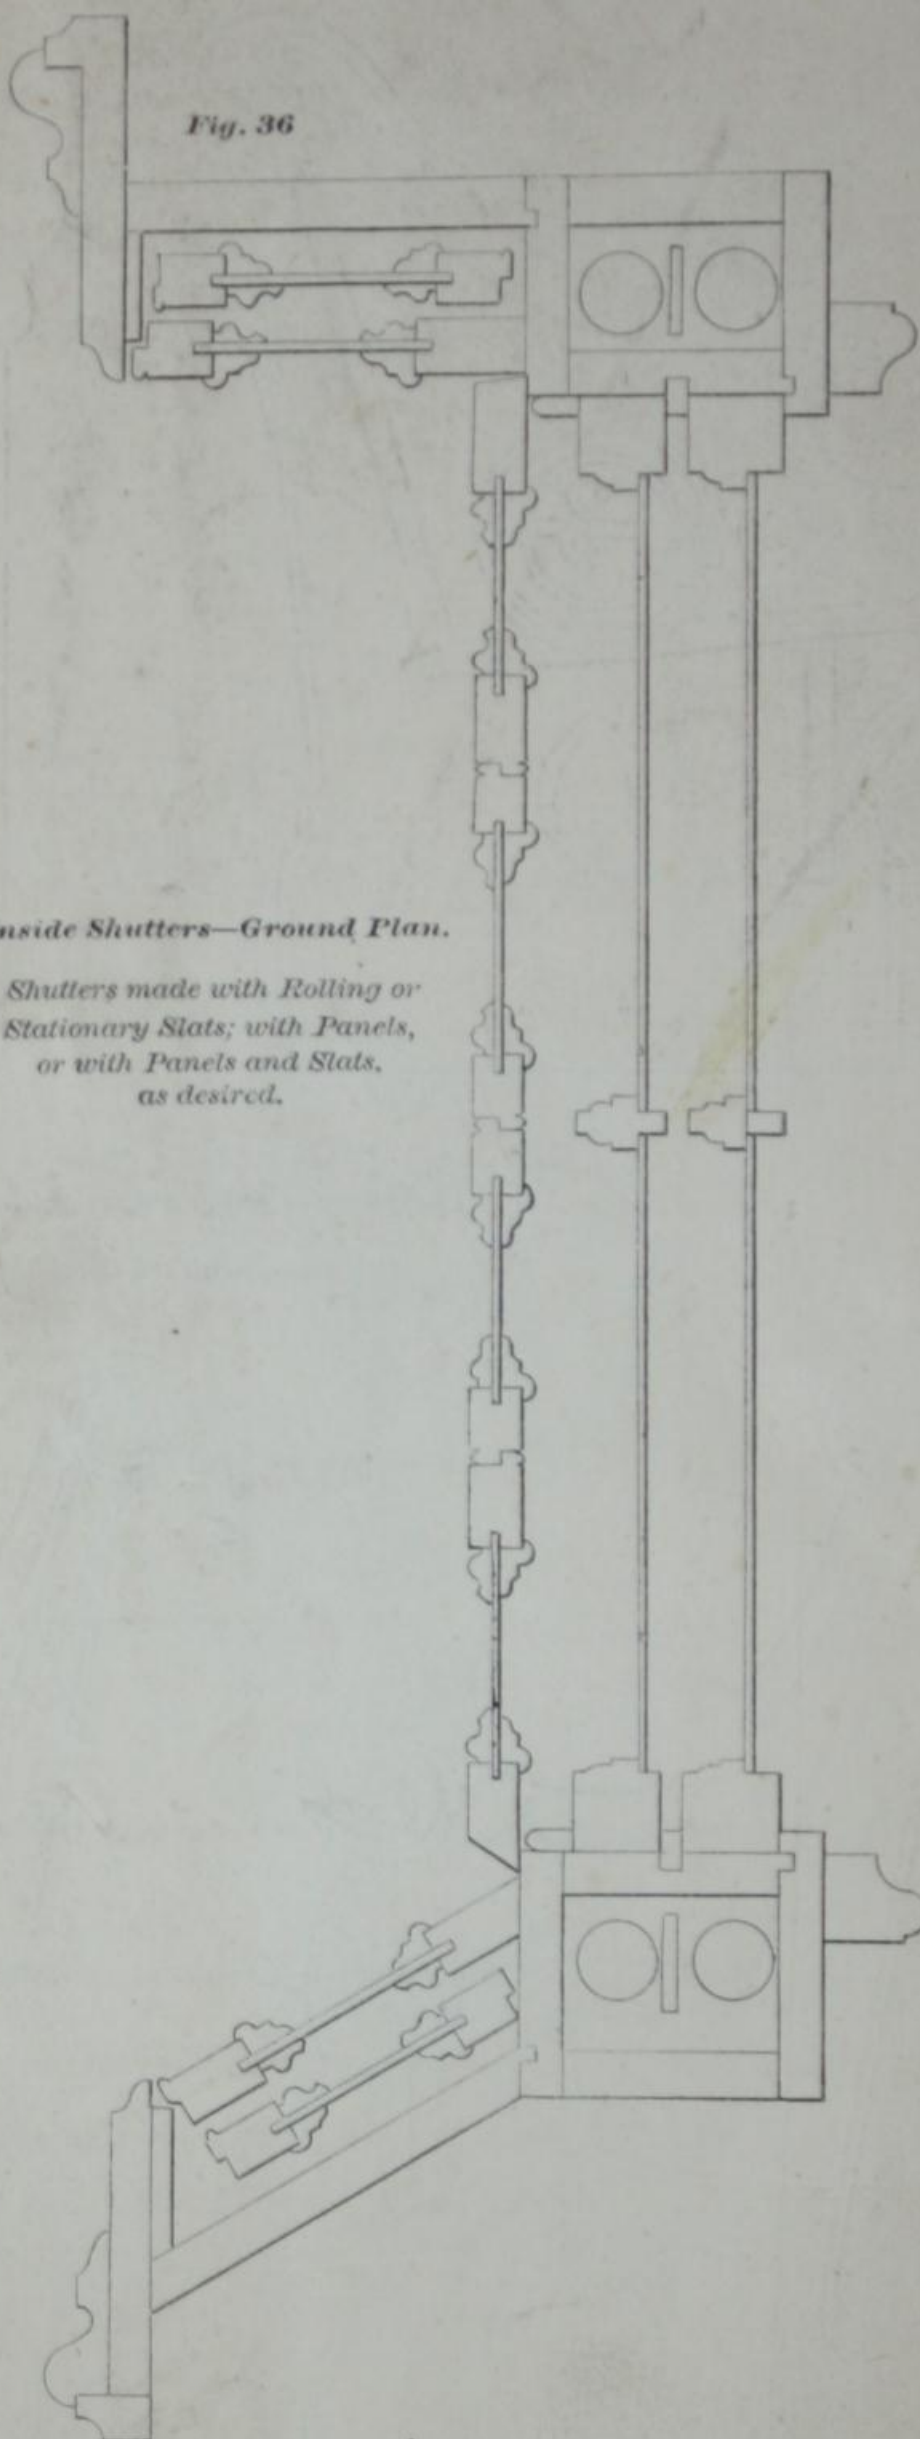 Fig. 36
nside Shutters—Ground Plan.
Shutters made with Rolling or
Stationary Slats; with Panels,
or with Panels and Slats,
as desired.